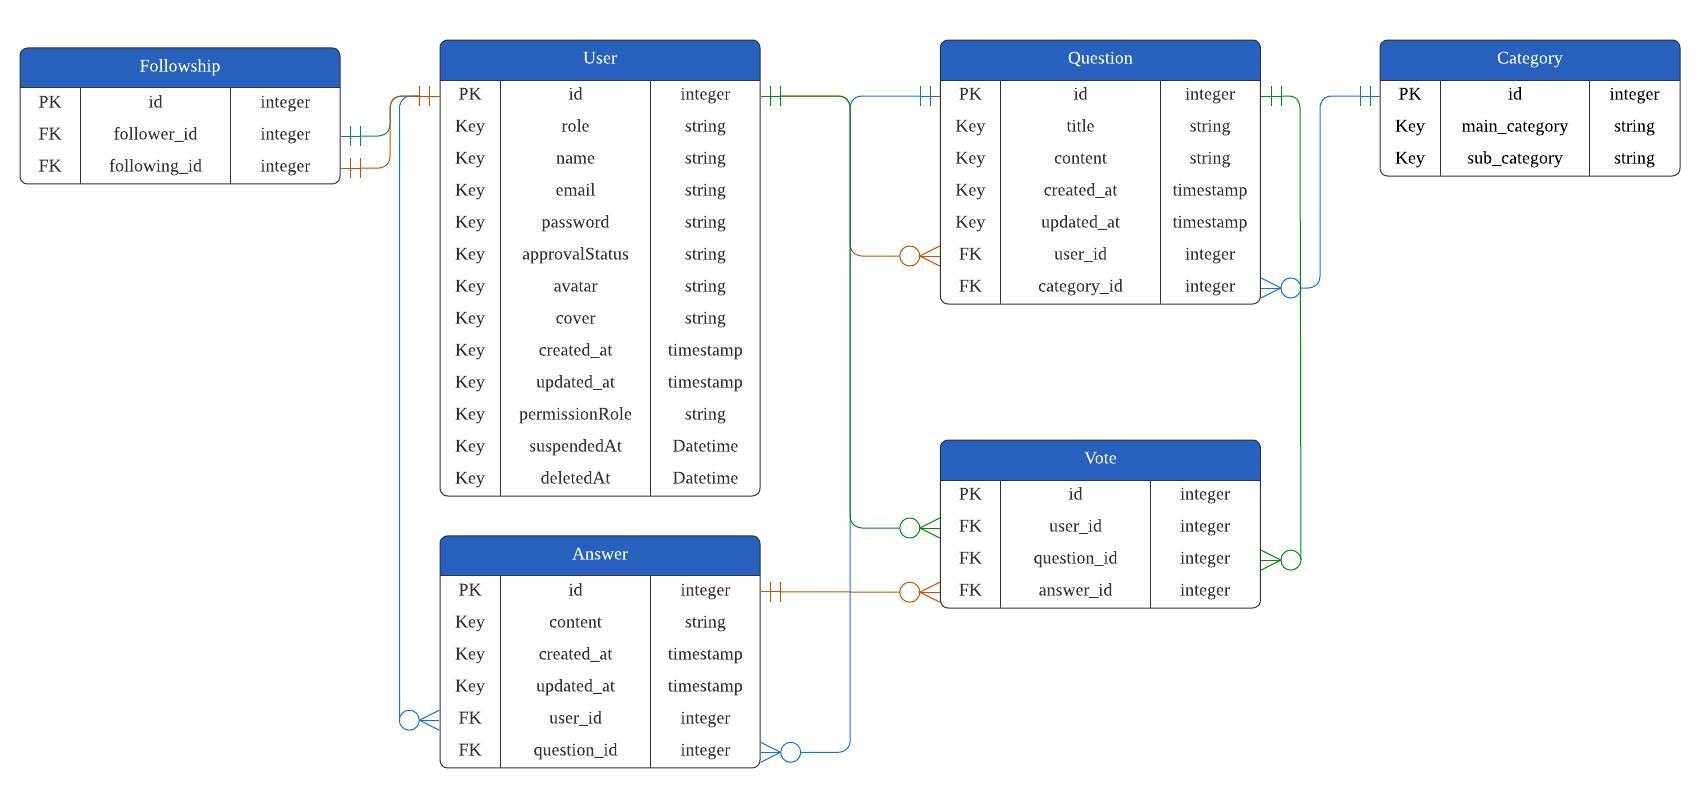 Followship
PK id integer
FK follower_id integer
FK following_id integer
User
PK id integer
Key role string
Key name string
Key email string
Key password string
Key approvalStatus string
Key avatar string
Key cover string
Key created_at timestamp
Key updated_at timestamp
Key permissionRole string
Key suspendedAt Datetime
Key deletedAt Datetime
Question
PK id integer
Key title string
Key content string
Key created_at timestamp
Key updated_at timestamp
FK user_id integer
FK category_id integer
Category
PK id integer
Key main_category string
Key sub_category string
Answer
PK id integer
Key content string
Key created_at timestamp
Key updated_at timestamp
FK user_id integer
FK question_id integer
Vote
PK id integer
FK user_id integer
FK question_id integer
FK answer_id integer